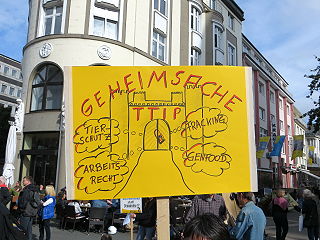 GEHEIMSACHE
TTIP
TIER-
SCHUTZ
FRACKING
ARBEITS
RECHT
GENFOOD